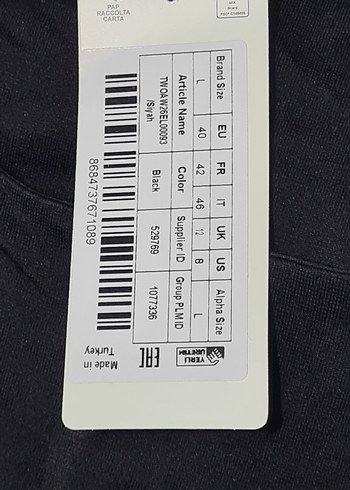 PAP
RACCOLTA
CARTA
Brand Size EU FR IT UK US Alpha Size
L 40 42 46 12 8 L
Article Name Color Supplier ID Group PLM ID
TWOAW26EL00093 Black 529769 1077336
/Siyah
8684737671089
YERLİ
ÜRETİM
EAC
Made in
Turkey